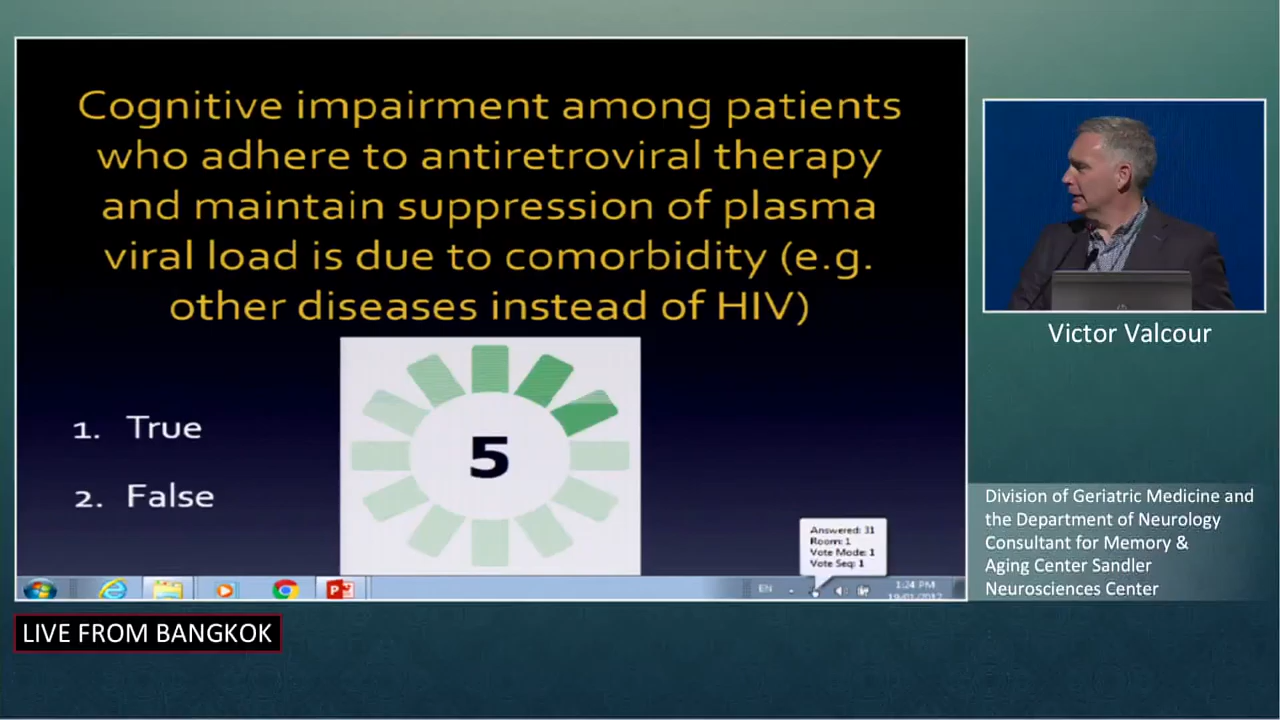 Cognitive impairment among patients
who adhere to antiretroviral therapy
and maintain suppression of plasma
viral load is due to comorbidity (e.g.
other diseases instead of HIV)
1. True
2. False
5
Answered: 31
Room: 1
Vote Mode: 1
Vote Seq: 1
EN
1:24 PM
19/01/2017
Victor Valcour
Division of Geriatric Medicine and
the Department of Neurology
Consultant for Memory &
Aging Center Sandler
Neurosciences Center
LIVE FROM BANGKOK